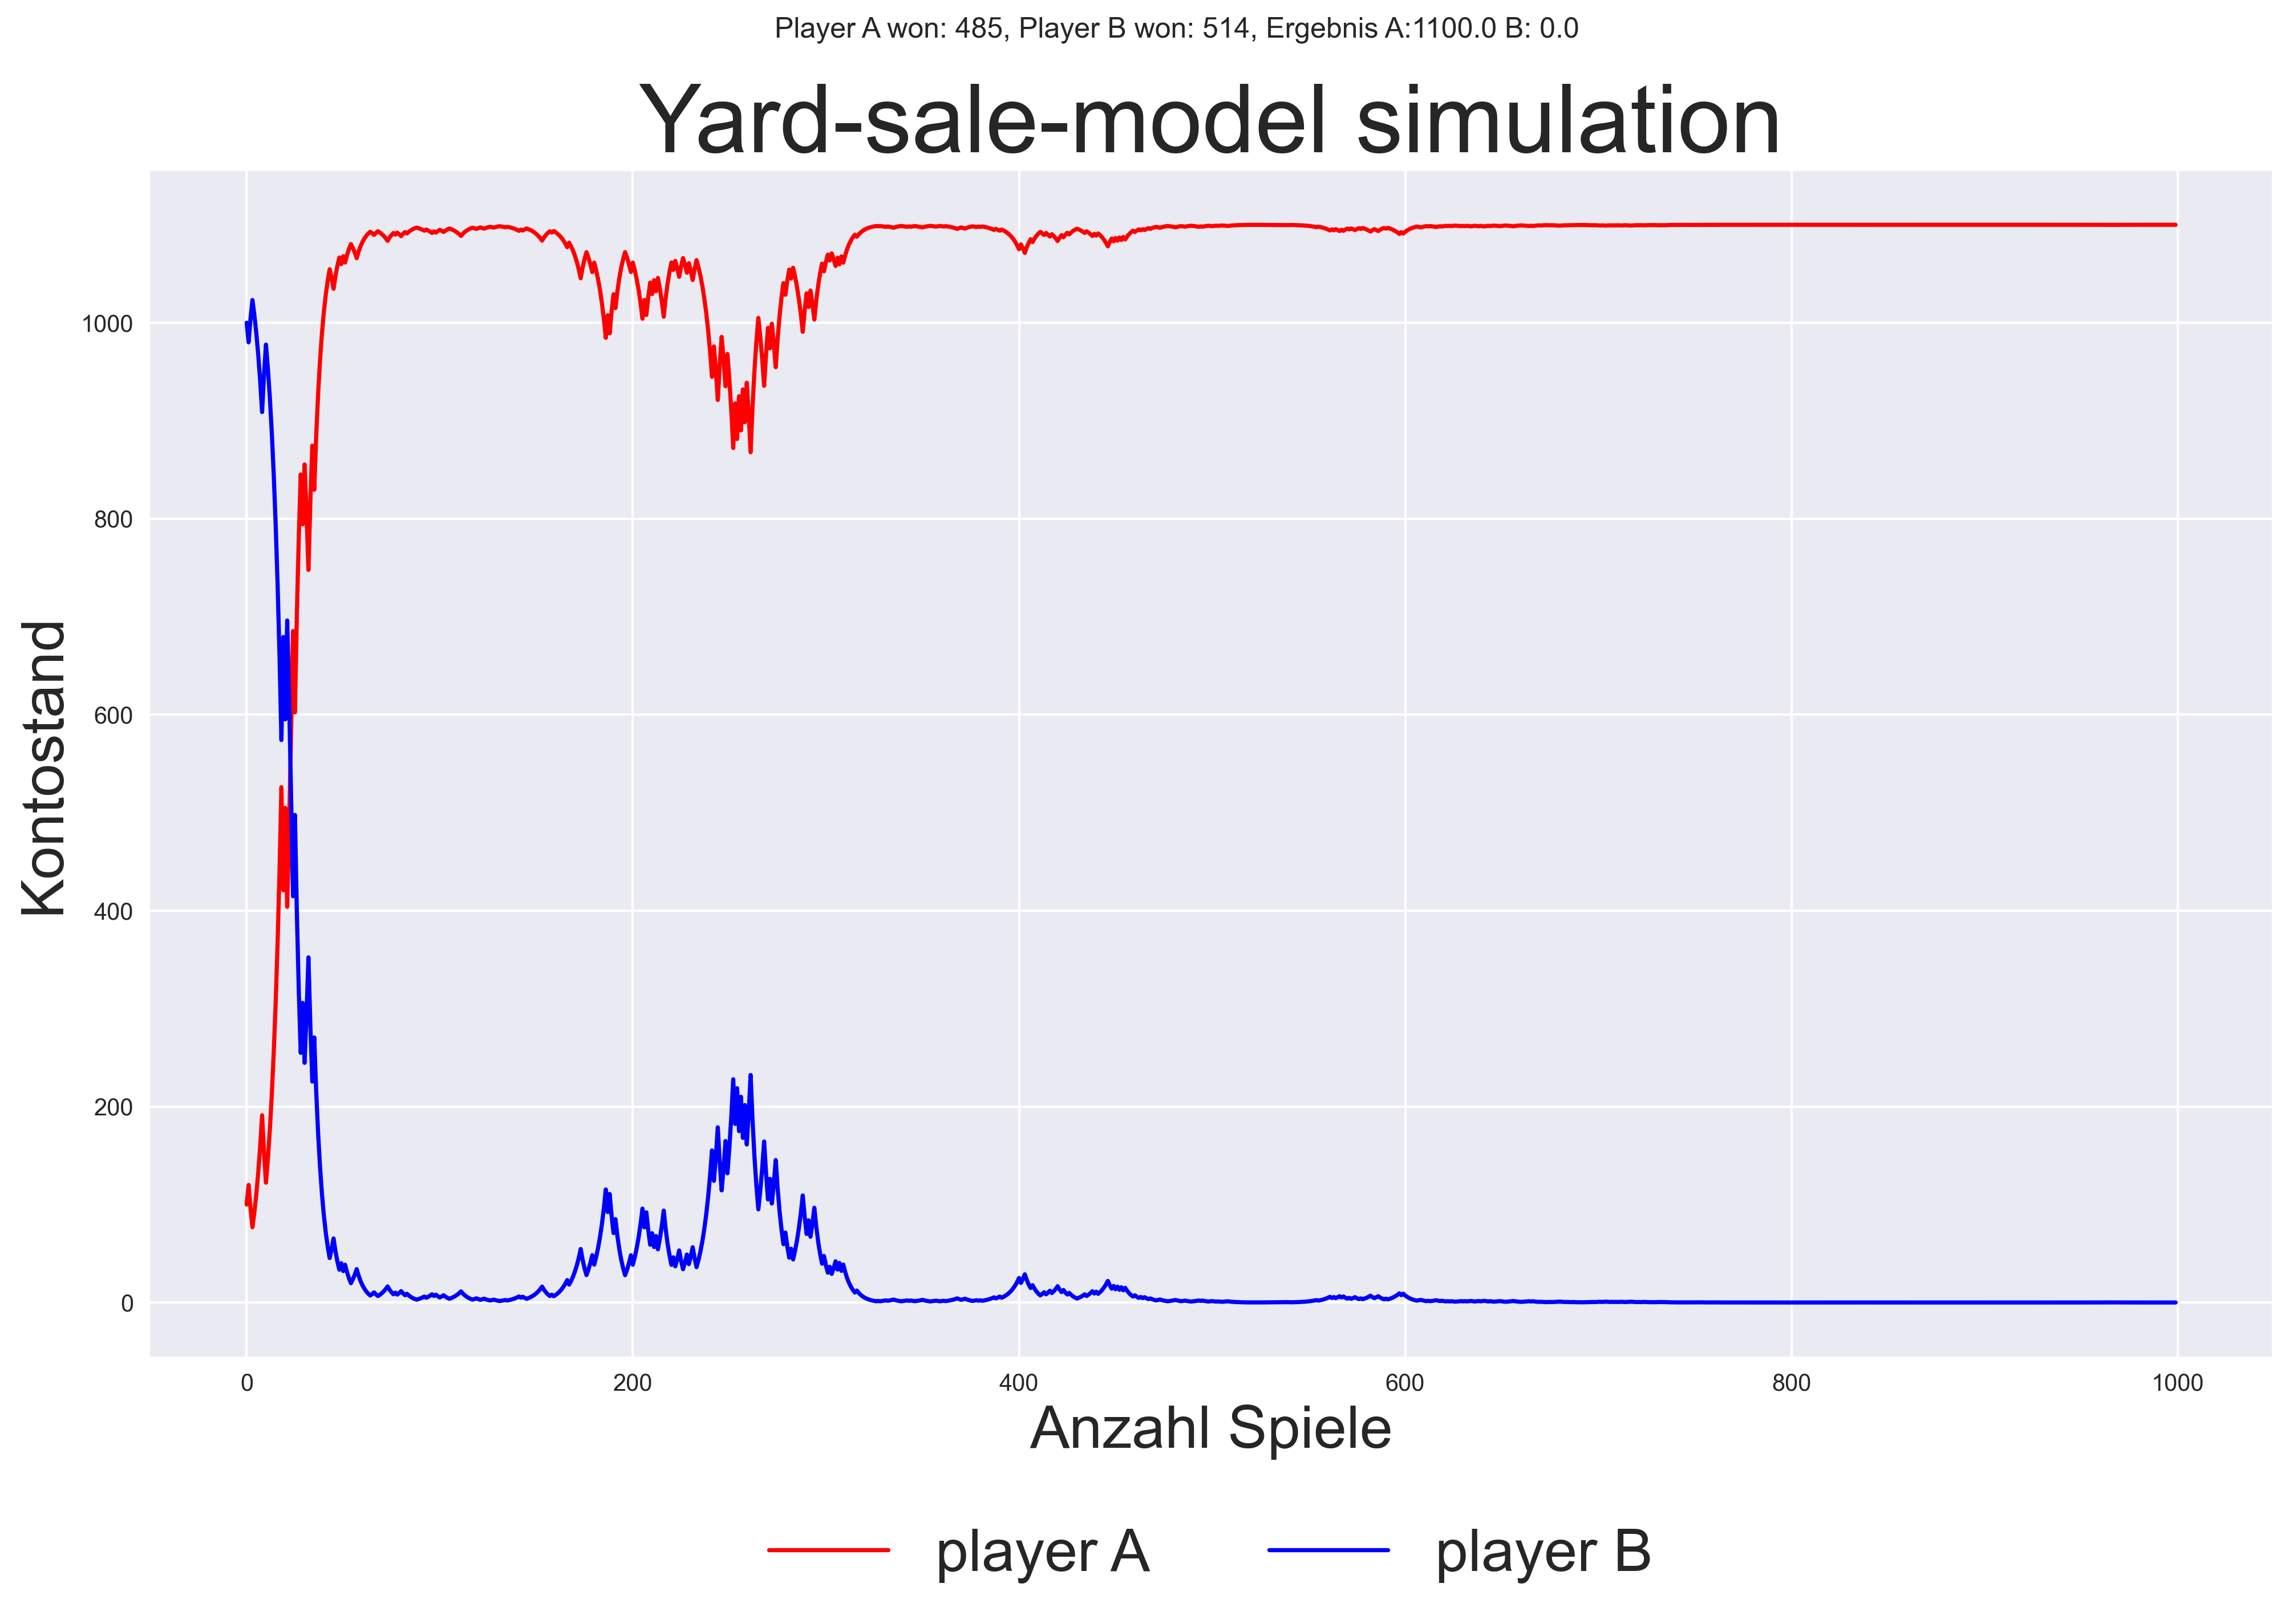 Player A won: 485, Player B won: 514, Ergebnis A:1100.0 B: 0.0
Yard-sale-model simulation
Kontostand
1000
800
600
400
200
0
0 200 400 600 800 1000
Anzahl Spiele
player A player B